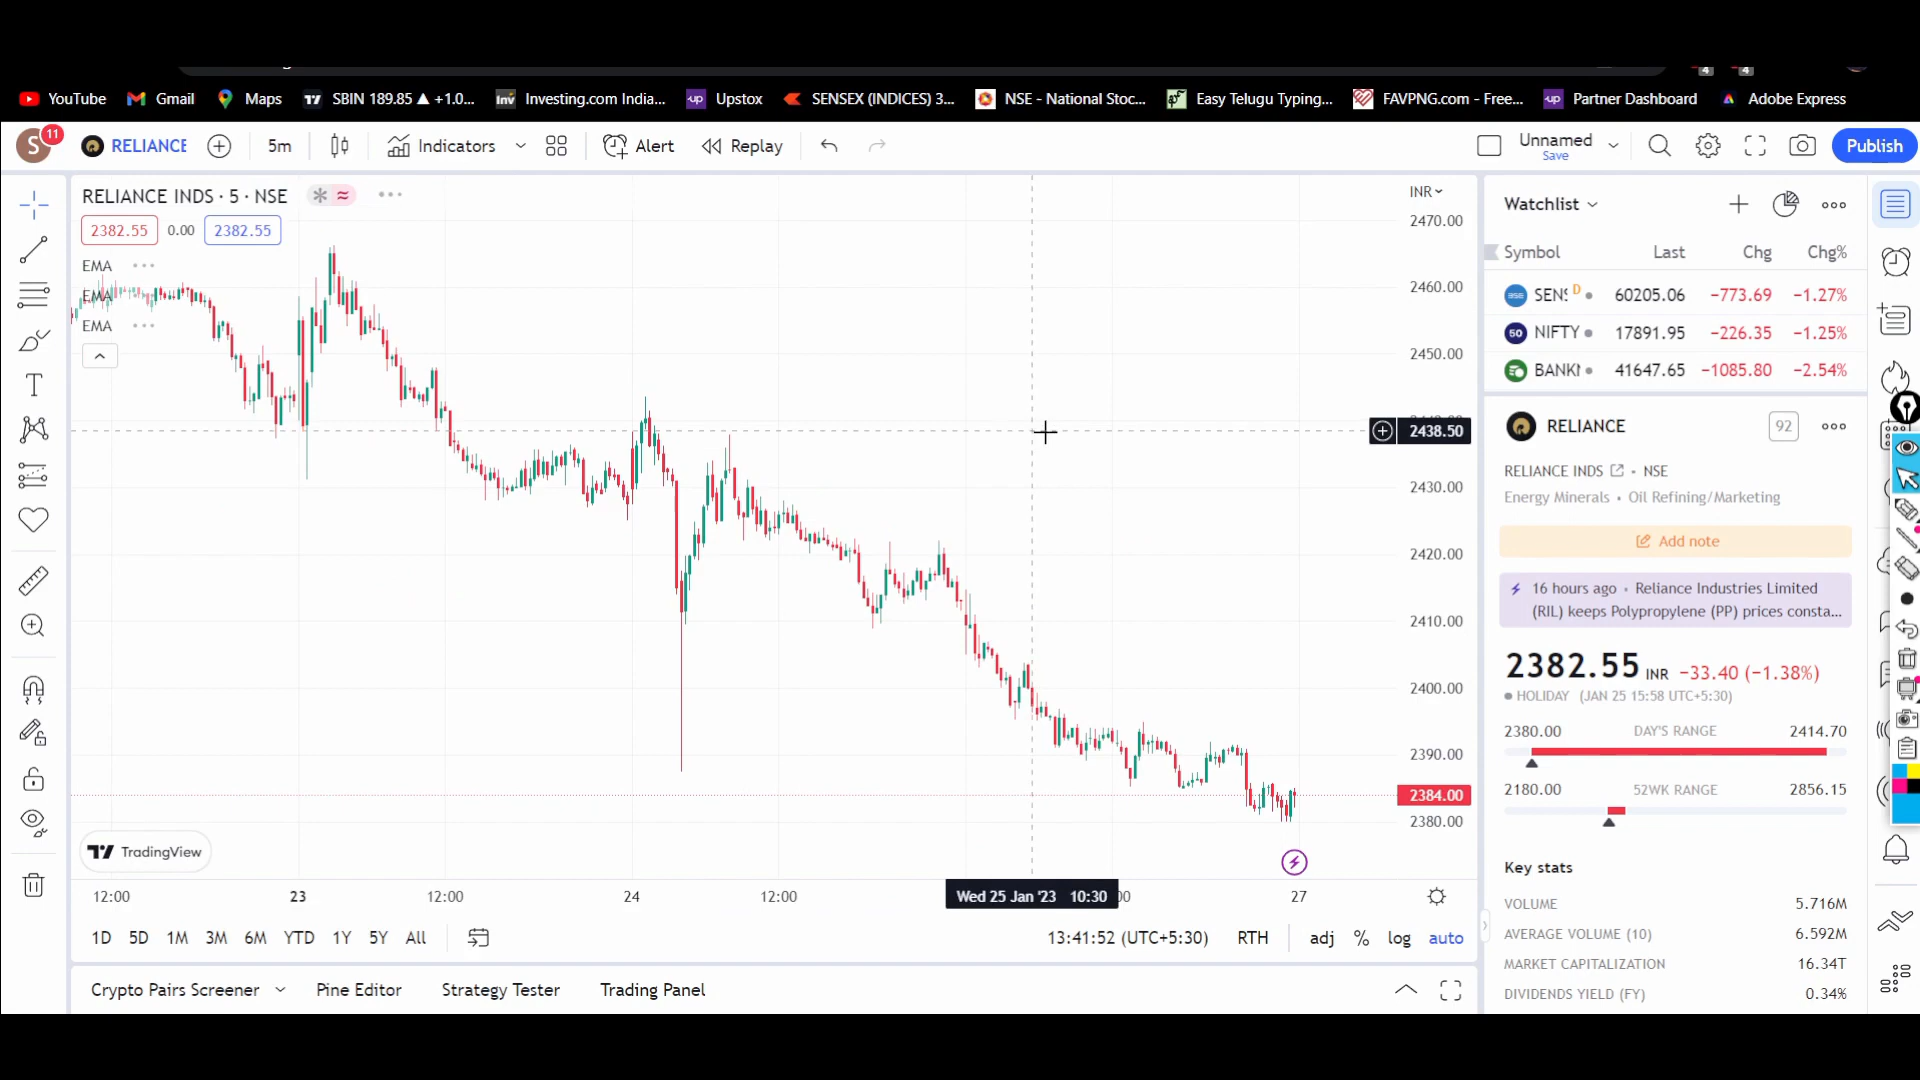 4 4
YouTube Gmail Maps SBIN 189.85 ▲ +1.0... Investing.com India... Upstox SENSEX (INDICES) 3... NSE - National Stoc... Easy Telugu Typing... FAVPNG.com - Free... Partner Dashboard Adobe Express
S 11 RELIANCE 5m Indicators Alert Replay Unnamed Save Publish
RELIANCE INDS · 5 · NSE
2382.55 0.00 2382.55
EMA
EMA
EMA
INR
2470.00
2460.00
2450.00
2438.50
2430.00
2420.00
2410.00
2400.00
2390.00
2384.00
2380.00
TradingView
12:00 23 12:00 24 12:00 Wed 25 Jan '23 10:30 27
1D 5D 1M 3M 6M YTD 1Y 5Y All 13:41:52 (UTC+5:30) RTH adj % log auto
Crypto Pairs Screener Pine Editor Strategy Tester Trading Panel
Watchlist
Symbol Last Chg Chg%
SENS D 60205.06 −773.69 −1.27%
50 NIFTY 17891.95 −226.35 −1.25%
BANKN 41647.65 −1085.80 −2.54%
RELIANCE 92
RELIANCE INDS • NSE
Energy Minerals • Oil Refining/Marketing
Add note
16 hours ago • Reliance Industries Limited
(RIL) keeps Polypropylene (PP) prices consta...
2382.55 INR −33.40 (−1.38%)
HOLIDAY (JAN 25 15:58 UTC+5:30)
2380.00 DAY'S RANGE 2414.70
2180.00 52WK RANGE 2856.15
Key stats
VOLUME 5.716M
AVERAGE VOLUME (10) 6.592M
MARKET CAPITALIZATION 16.34T
DIVIDENDS YIELD (FY) 0.34%